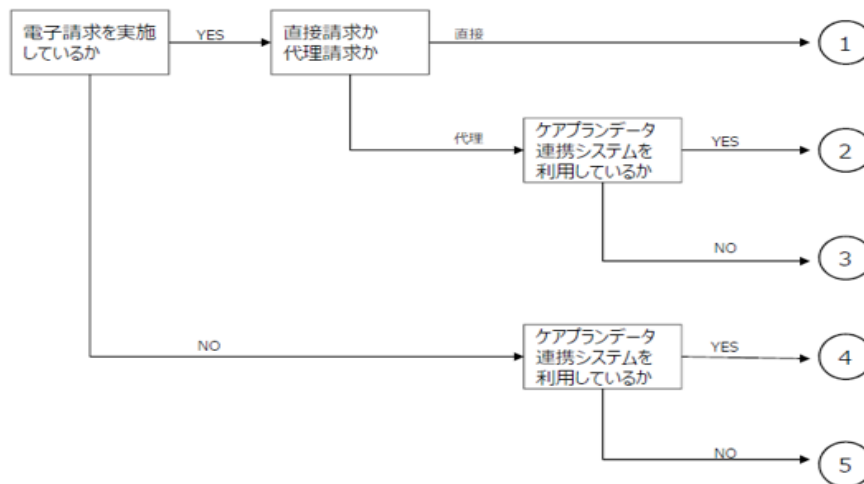 電子請求を実施
しているか
YES
直接請求か
代理請求か
直接
1
代理
ケアプランデータ
連携システムを
利用しているか
YES
2
NO
3
NO
ケアプランデータ
連携システムを
利用しているか
YES
4
NO
5